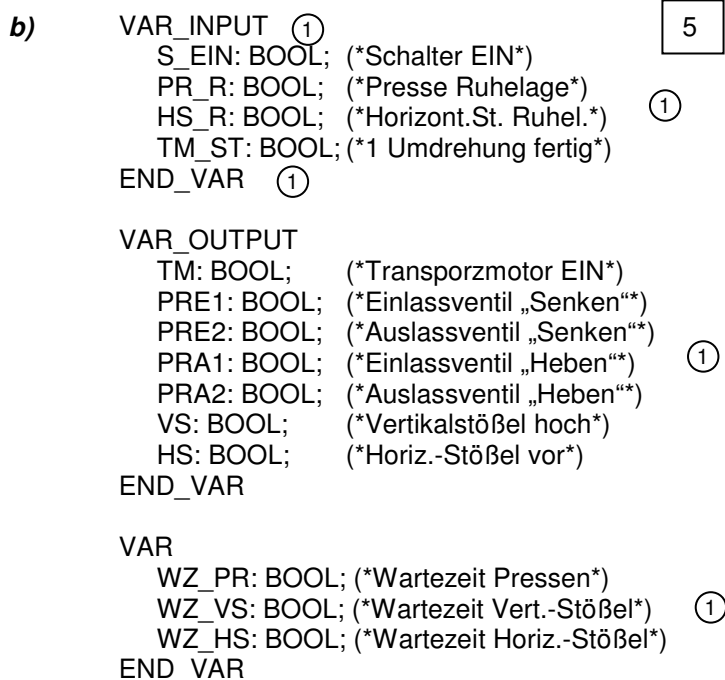 b) VAR_INPUT ① 5
S_EIN: BOOL; (*Schalter EIN*)
PR_R: BOOL; (*Presse Ruhelage*)
HS_R: BOOL; (*Horizont.St. Ruhel.*) ①
TM_ST: BOOL; (*1 Umdrehung fertig*)
END_VAR ①
VAR_OUTPUT
TM: BOOL; (*Transporzmotor EIN*)
PRE1: BOOL; (*Einlassventil „Senken“*)
PRE2: BOOL; (*Auslassventil „Senken“*)
PRA1: BOOL; (*Einlassventil „Heben“*) ①
PRA2: BOOL; (*Auslassventil „Heben“*)
VS: BOOL; (*Vertikalstößel hoch*)
HS: BOOL; (*Horiz.-Stößel vor*)
END_VAR
VAR
WZ_PR: BOOL; (*Wartezeit Pressen*)
WZ_VS: BOOL; (*Wartezeit Vert.-Stößel*) ①
WZ_HS: BOOL; (*Wartezeit Horiz.-Stößel*)
END_VAR